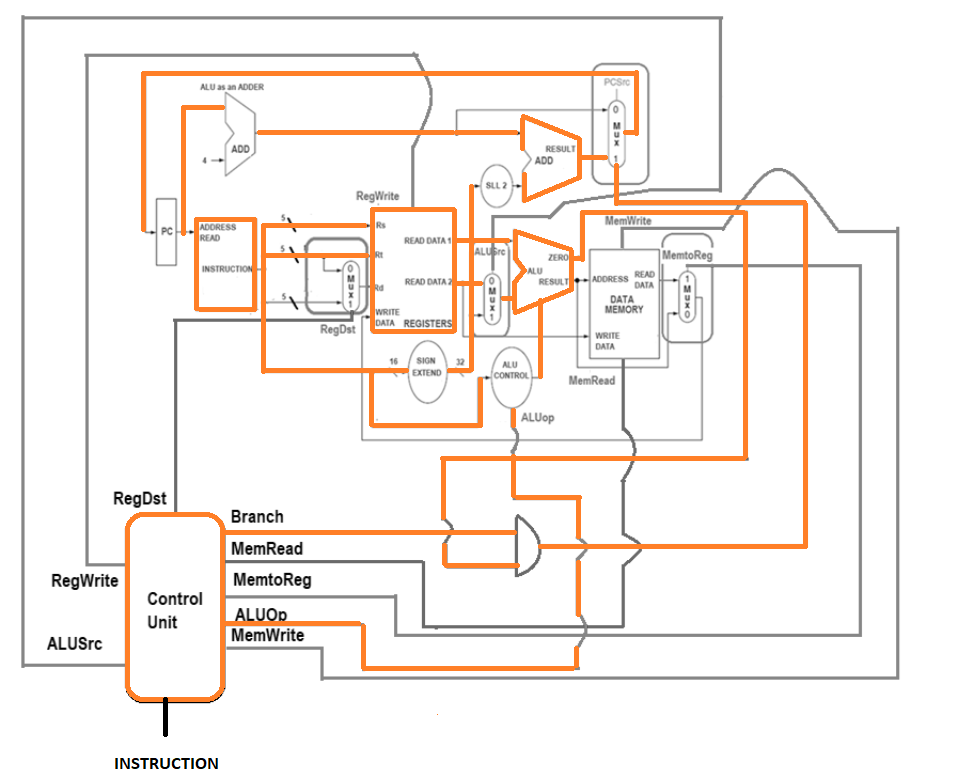 ALU as an ADDER
PCSrc
0
M
u
x
1
ADD
4
RESULT
ADD
SLL 2
RegWrite
MemWrite
PC
ADDRESS
READ
INSTRUCTION
5
Rs
5
Rt
5
0
M
u
x
1
Rd
RegDst
READ DATA 1
READ DATA 2
WRITE
DATA
REGISTERS
ALUSrc
0
M
u
x
1
ZERO
ALU
RESULT
ADDRESS
READ
DATA
DATA
MEMORY
WRITE
DATA
MemtoReg
1
M
u
x
0
MemRead
16
SIGN
EXTEND
32
ALU
CONTROL
ALUop
RegDst
Branch
MemRead
RegWrite
MemtoReg
Control
Unit
ALUOp
ALUSrc
MemWrite
INSTRUCTION